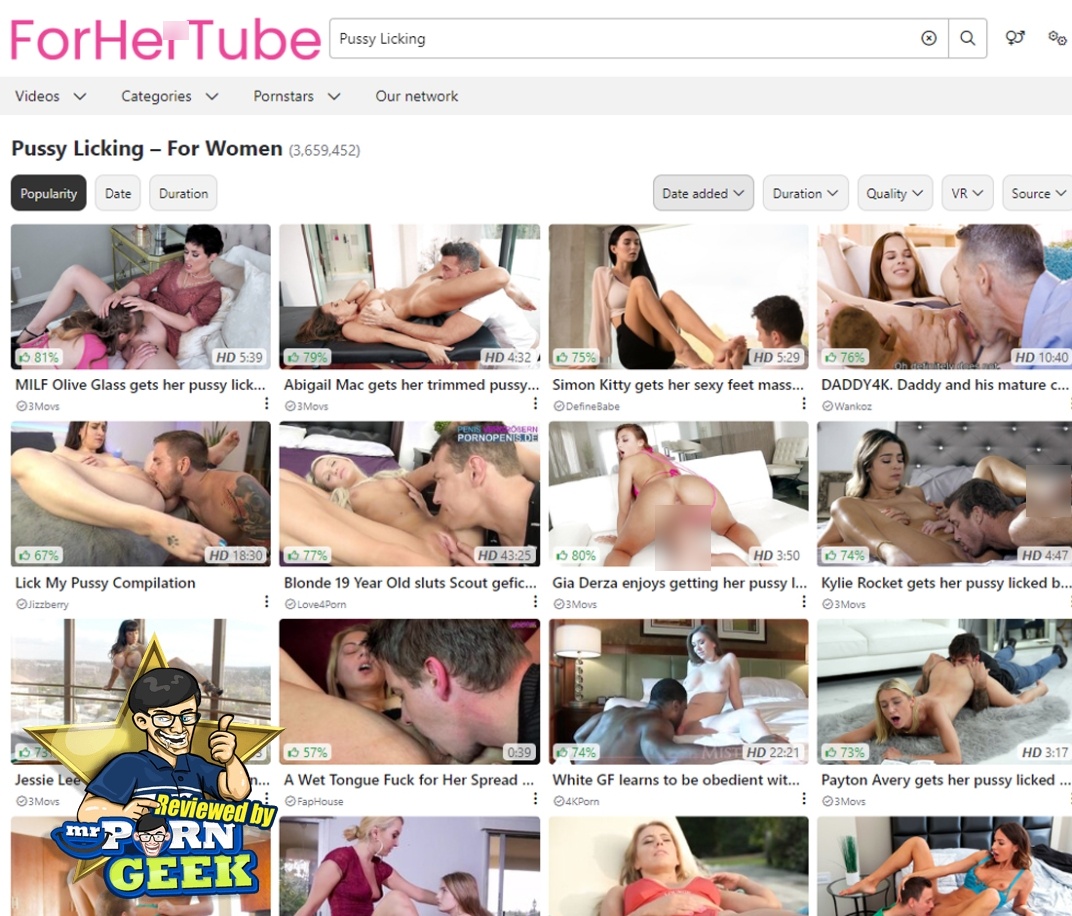 ForHerTube
Pussy Licking
Videos Categories Pornstars Our network
Pussy Licking – For Women (3,659,452)
Popularity Date Duration Date added Duration Quality VR Source
81% HD 5:39 79% HD 4:32 75% HD 5:29 76% HD 10:40
MILF Olive Glass gets her pussy lick... Abigail Mac gets her trimmed pussy... Simon Kitty gets her sexy feet mass... DADDY4K. Daddy and his mature c...
3Movs 3Movs DefineBabe Wankoz
PORNOPENIS.DE
67% HD 18:30 77% HD 43:25 80% HD 3:50 74% HD 4:47
Lick My Pussy Compilation Blonde 19 Year Old sluts Scout gefic... Gia Derza enjoys getting her pussy l... Kylie Rocket gets her pussy licked b...
Jizzberry Love4Porn 3Movs 3Movs
57% 0:39 74% HD 22:21 73% HD 3:17
Jessie Lee A Wet Tongue Fuck for Her Spread ... White GF learns to be obedient wit... Payton Avery gets her pussy licked ...
3Movs FapHouse 4KPorn 3Movs
Reviewed by
mr PORN
GEEK